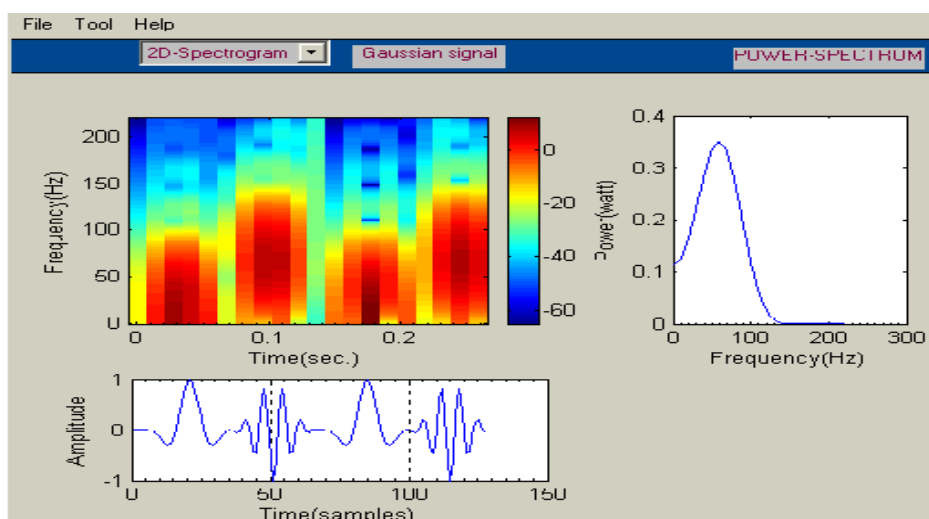 File Tool Help
2D-Spectrogram Gaussian signal POWER-SPECTRUM
200
150
100
50
0
Frequency(Hz)
0 0.1 0.2
Time(sec.)
0
-20
-40
-60
0.4
0.3
0.2
0.1
0
Power(watt)
0 100 200 300
Frequency(Hz)
1
0
-1
Amplitude
0 50 100 150
Time(samples)